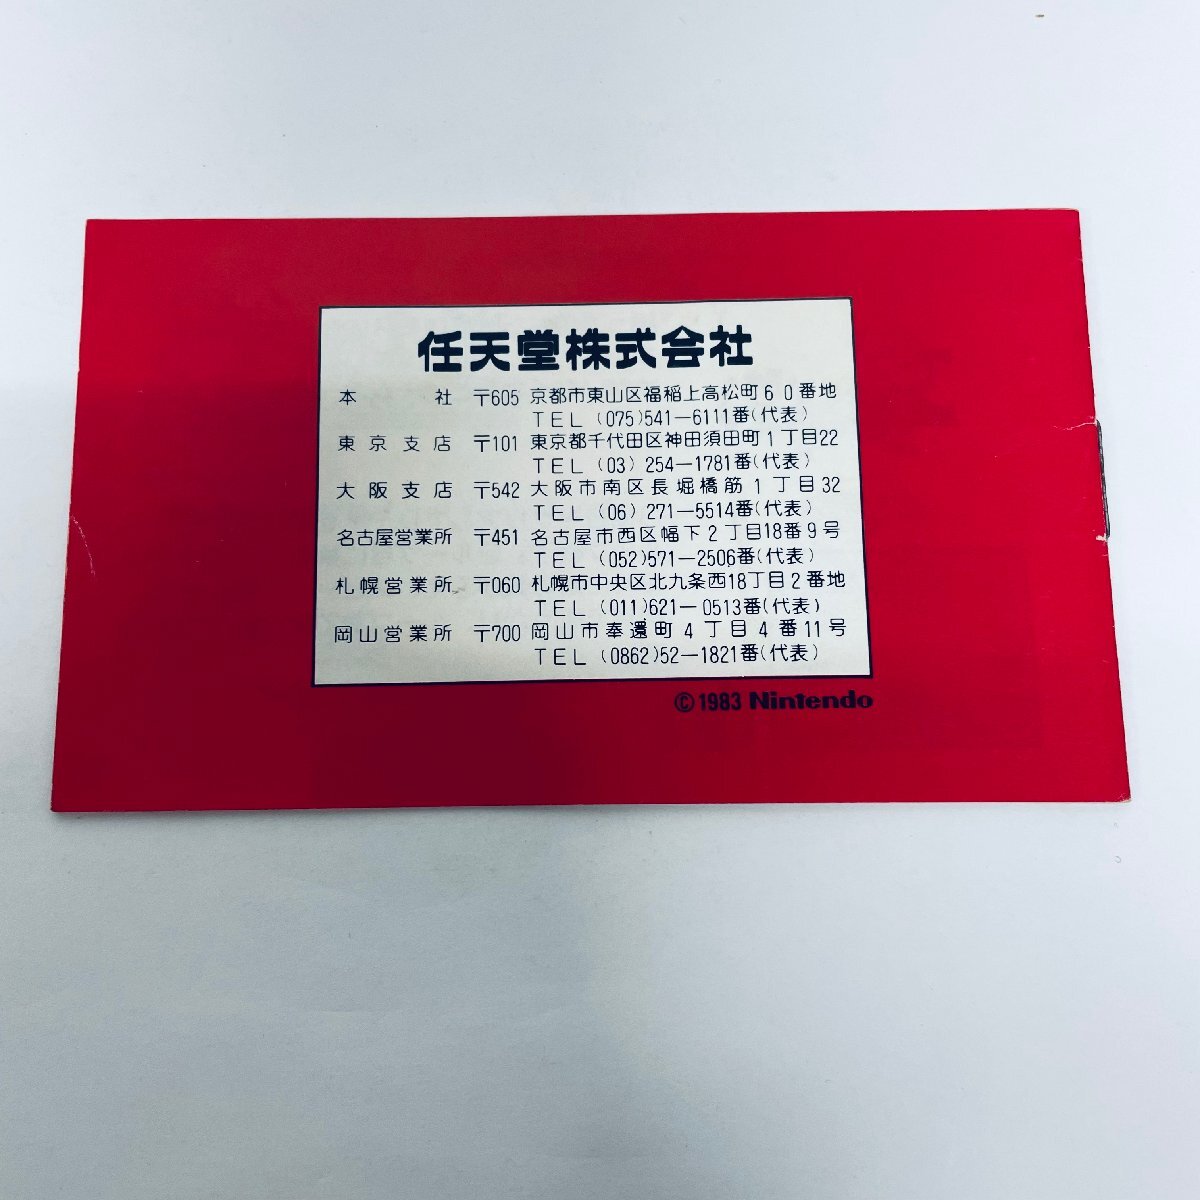 任天堂株式会社
本社 〒605 京都市東山区福稲上高松町60番地
TEL (075)541—6111番(代表)
東京支店 〒101 東京都千代田区神田須田町1丁目22
TEL (03) 254—1781番(代表)
大阪支店 〒542 大阪市南区長堀橋筋1丁目32
TEL (06) 271—5514番(代表)
名古屋営業所 〒451 名古屋市西区幅下2丁目18番9号
TEL (052)571—2506番(代表)
札幌営業所 〒060 札幌市中央区北九条西18丁目2番地
TEL (011)621—0513番(代表)
岡山営業所 〒700 岡山市奉還町4丁目4番11号
TEL (0862)52—1821番(代表)
©1983 Nintendo